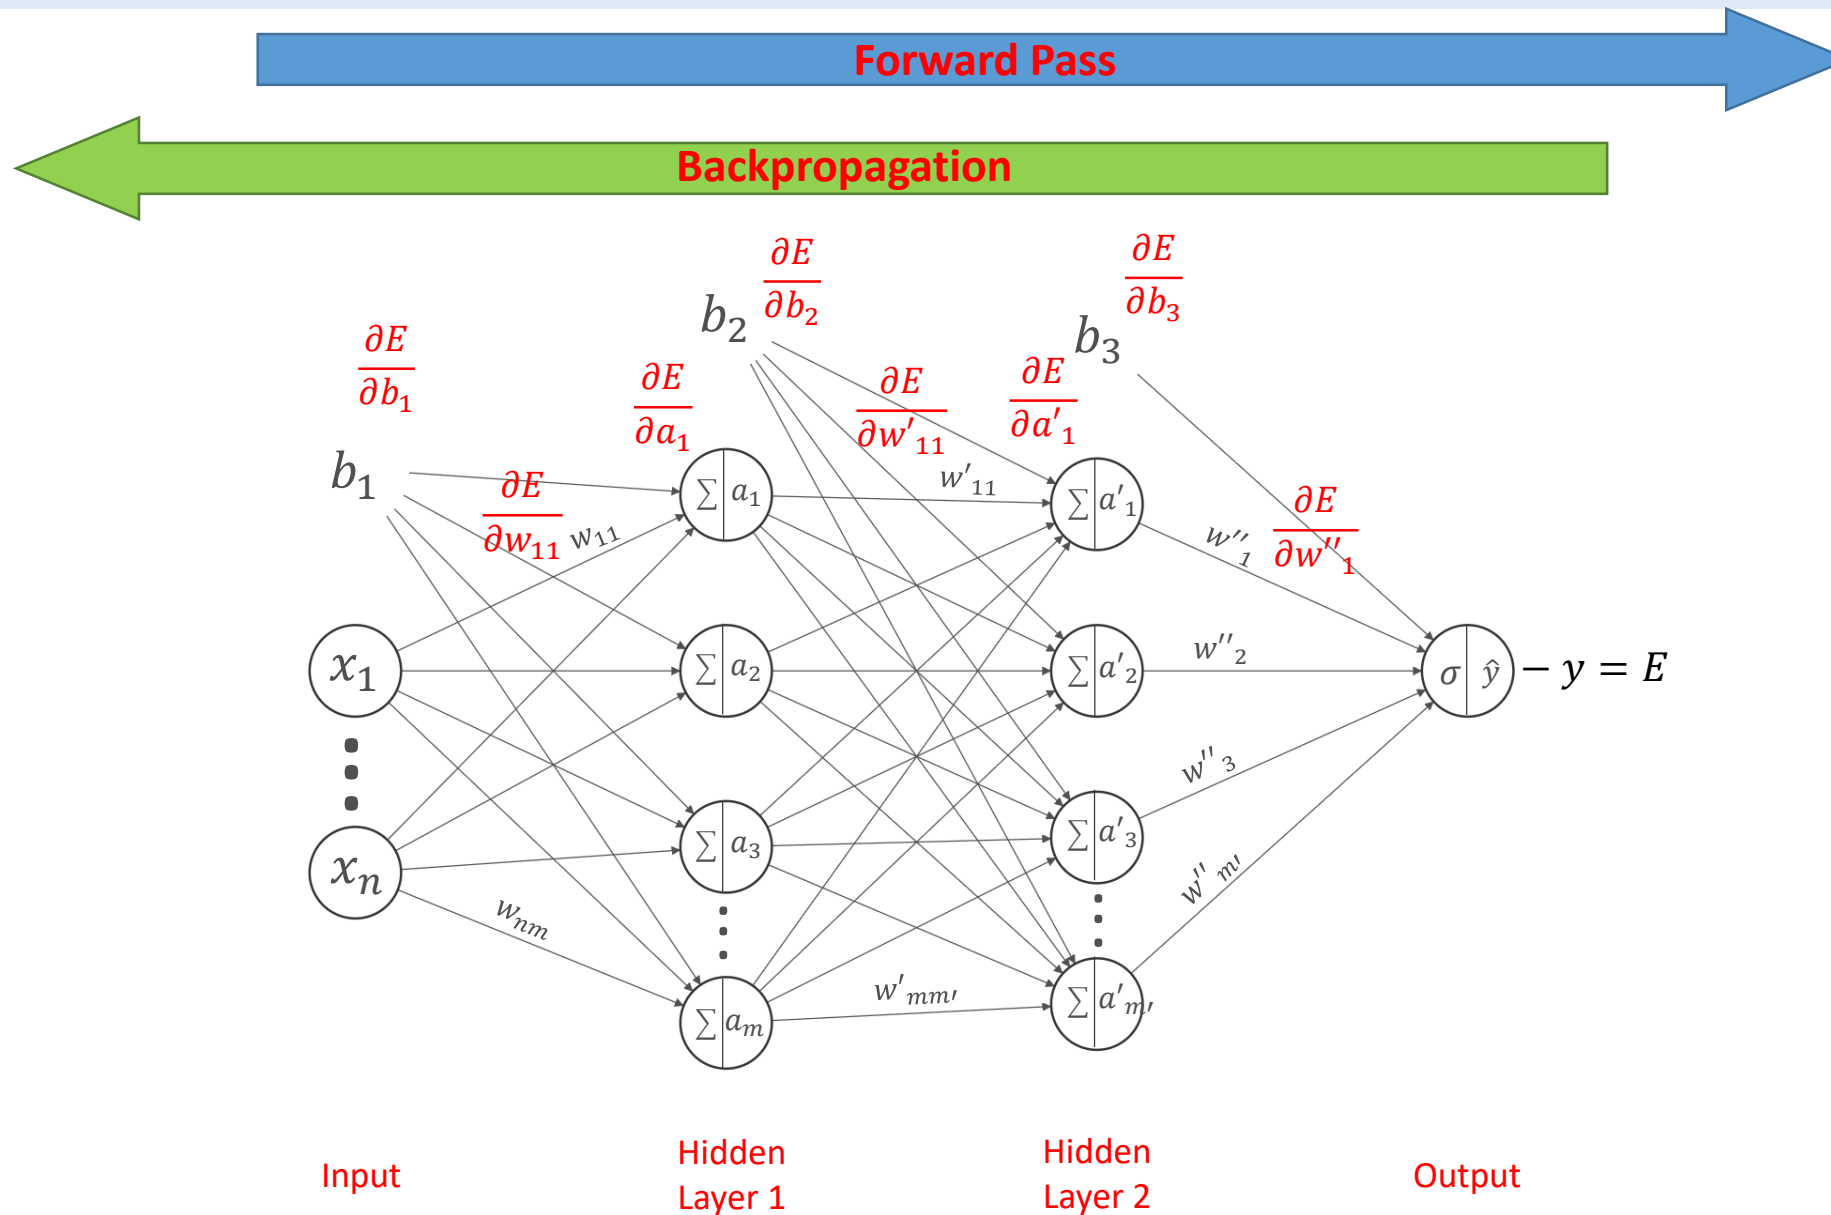 Forward Pass
Backpropagation
∂E/∂b₁
∂E/∂a₁
∂E/∂b₂
∂E/∂w'₁₁
∂E/∂a'₁
∂E/∂b₃
∂E/∂w₁₁
∂E/∂w''₁
b₁
b₂
b₃
w₁₁
w'₁₁
w''₁
w''₂
w''₃
w''ₘ′
wₙₘ
w'ₘₘ′
x₁
xₙ
∑ a₁
∑ a₂
∑ a₃
∑ aₘ
∑ a'₁
∑ a'₂
∑ a'₃
∑ a'ₘ′
σ ŷ − y = E
Input
Hidden
Layer 1
Hidden
Layer 2
Output